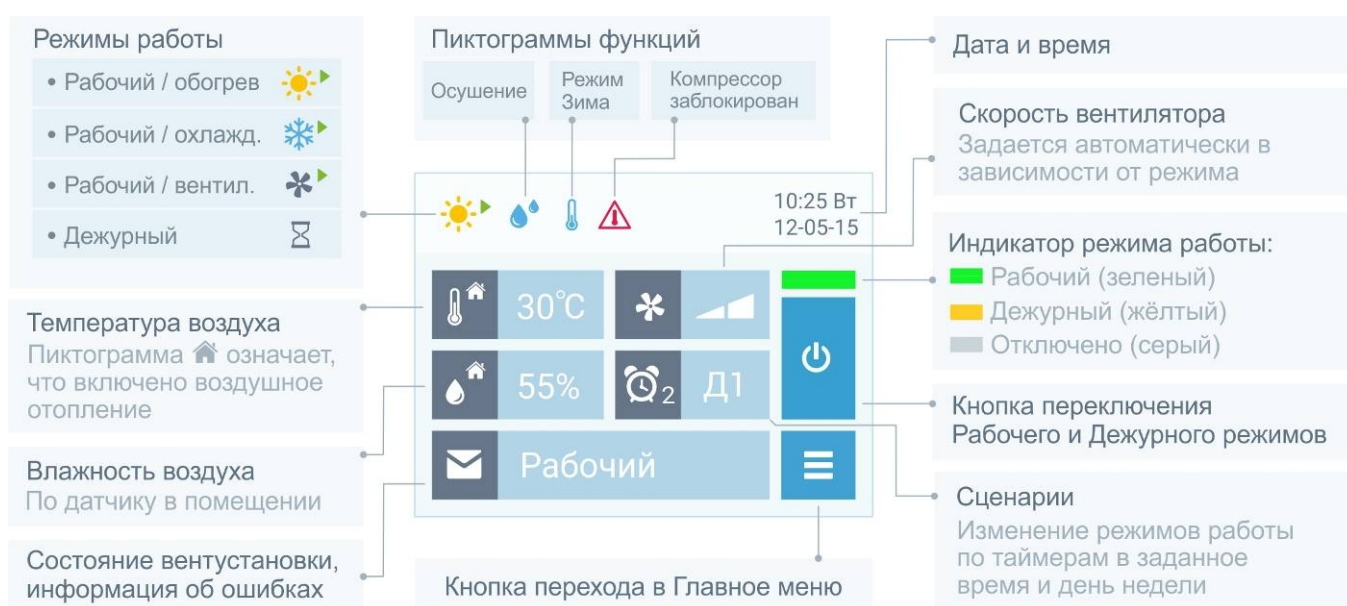 Режимы работы
• Рабочий / обогрев
• Рабочий / охлажд.
• Рабочий / вентил.
• Дежурный
Температура воздуха
Пиктограмма означает,
что включено воздушное
отопление
Влажность воздуха
По датчику в помещении
Состояние вентустановки,
информация об ошибках
Пиктограммы функций
Осушение
Режим
Зима
Компрессор
заблокирован
10:25 Вт
12-05-15
30°C
55%
2
Д1
Рабочий
Кнопка перехода в Главное меню
Дата и время
Скорость вентилятора
Задается автоматически в
зависимости от режима
Индикатор режима работы:
Рабочий (зеленый)
Дежурный (жёлтый)
Отключено (серый)
Кнопка переключения
Рабочего и Дежурного режимов
Сценарии
Изменение режимов работы
по таймерам в заданное
время и день недели